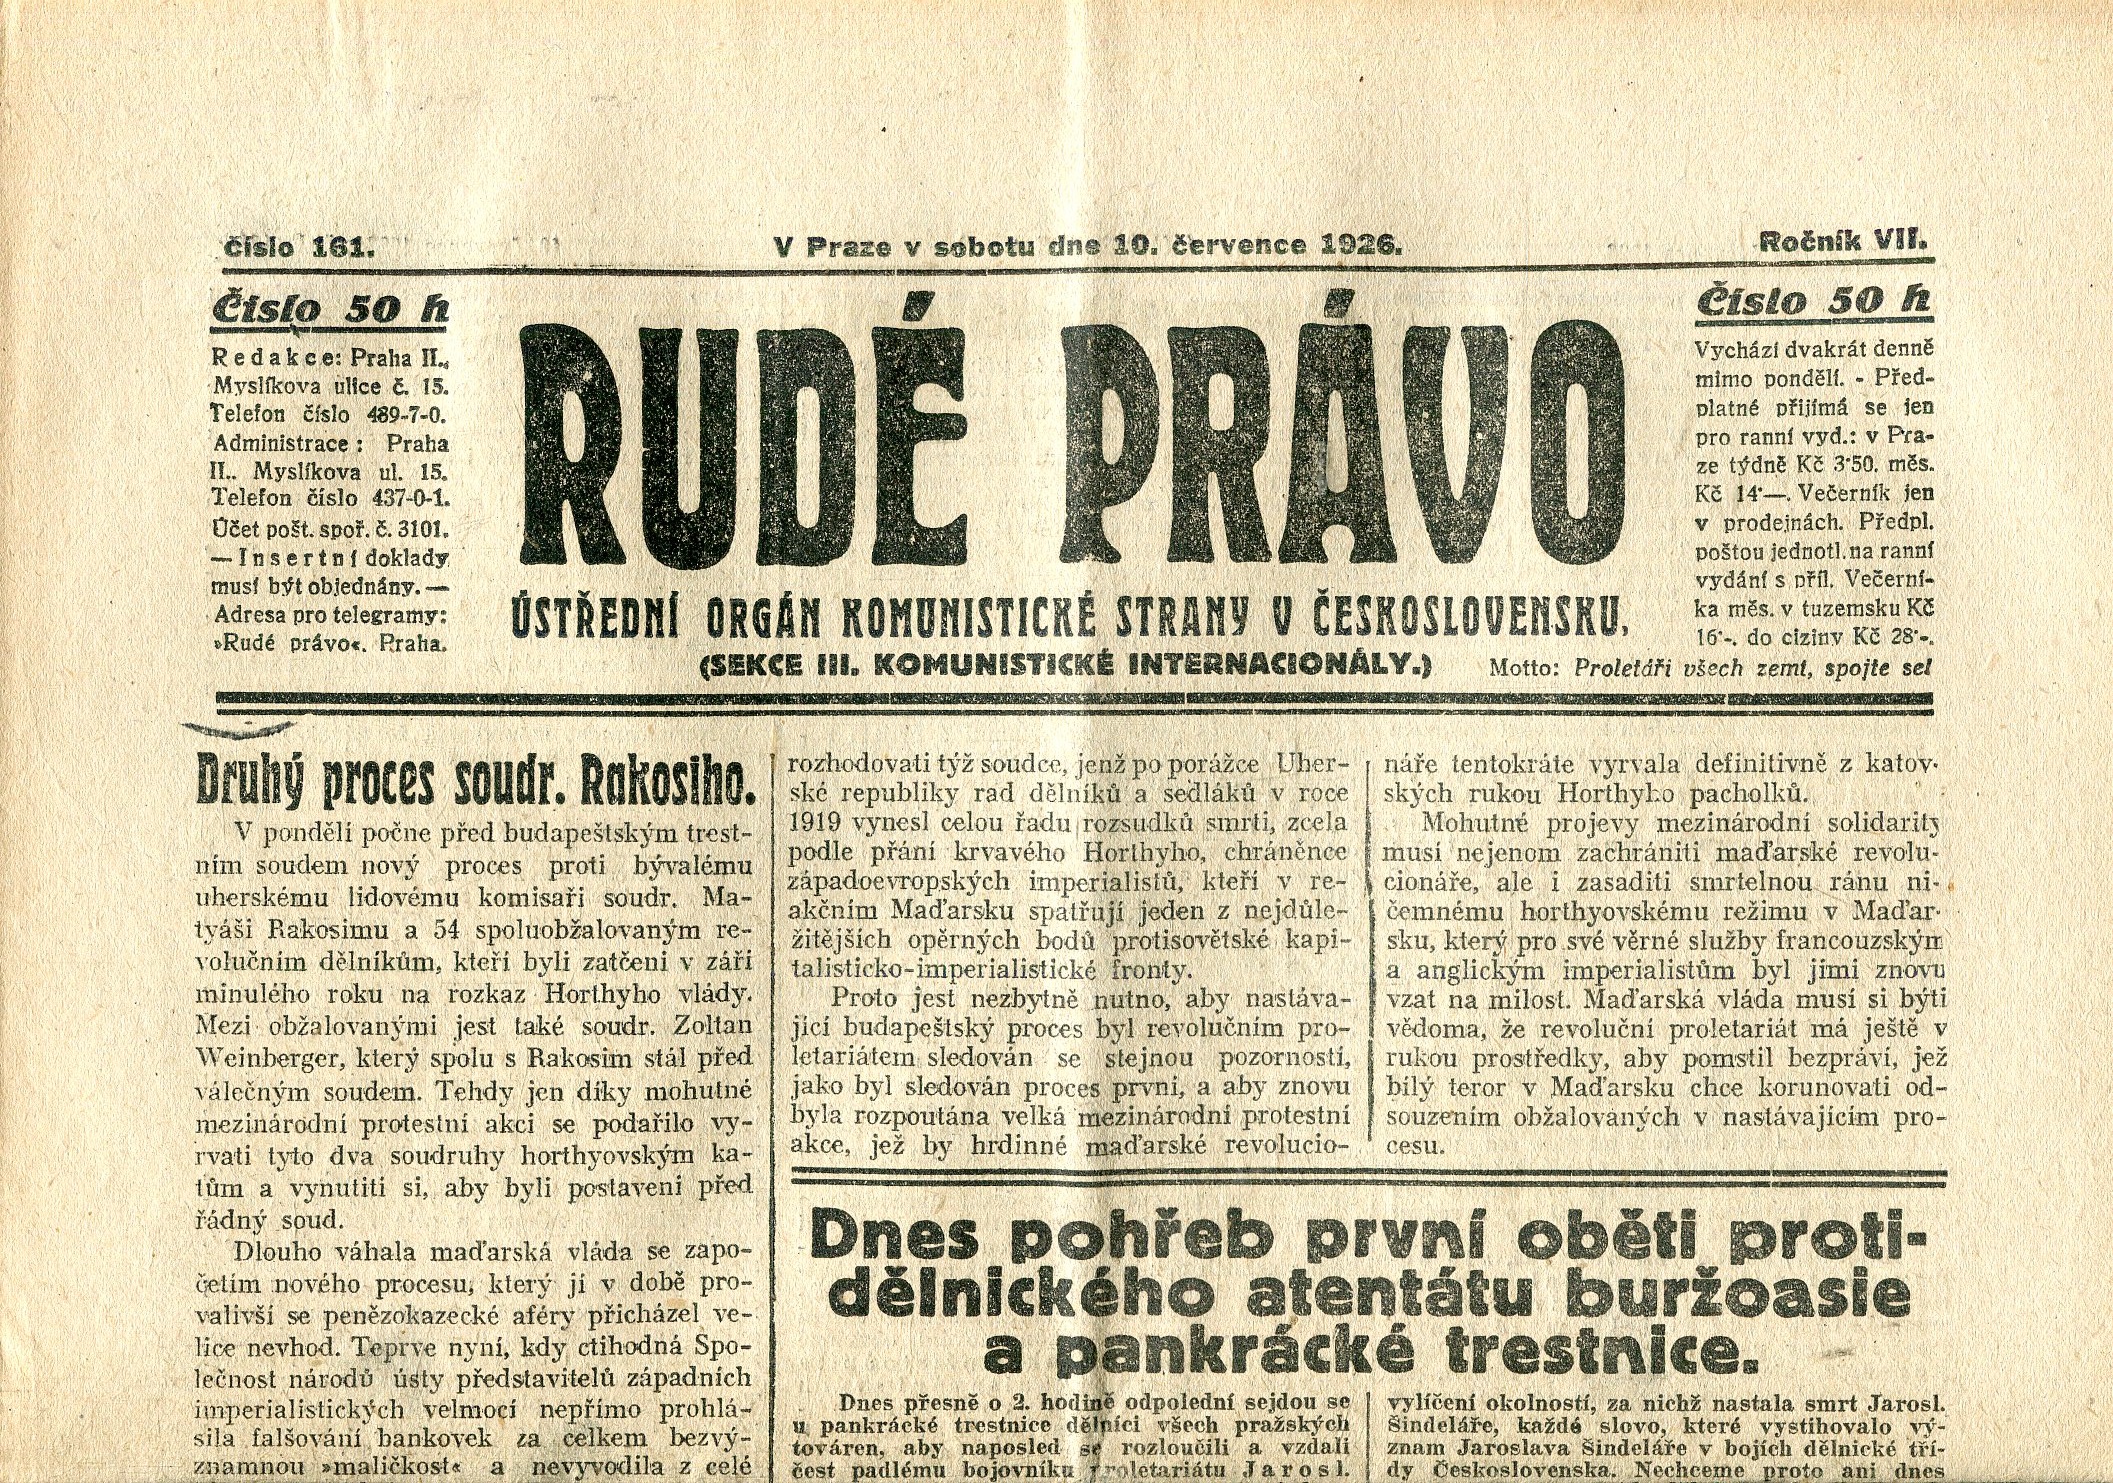 Číslo 161.
V Praze v sobotu dne 10. července 1926.
Ročník VII.
Číslo 50 h
Redakce: Praha II.,
Myslíkova ulice č. 15.
Telefon číslo 489-7-0.
Administrace: Praha
II.. Myslíkova ul. 15.
Telefon číslo 437-0-1.
Účet pošt. spoř. č. 3101.
— Insertní doklady
musí být objednány. —
Adresa pro telegramy:
»Rudé právo«. Praha.
RUDÉ PRÁVO
ÚSTŘEDNÍ ORGÁN KOMUNISTICKÉ STRANY V ČESKOSLOVENSKU,
(SEKCE III. KOMUNISTICKÉ INTERNACIONÁLY.)
Číslo 50 h
Vychází dvakrát denně
mimo pondělí. - Před-
platné přijímá se jen
pro ranní vyd.: v Pra-
ze týdně Kč 3·50. měs.
Kč 14·—. Večerník jen
v prodejnách. Předpl.
poštou jednotl. na ranní
vydání s příl. Večerní-
ka měs. v tuzemsku Kč
16·-. do ciziny Kč 28·-.
Motto: Proletáři všech zemí, spojte se!
Druhý proces soudr. Rakosiho.
V pondělí počne před budapeštským trest-
ním soudem nový proces proti bývalému
uherskému lidovému komisaři soudr. Ma-
tyáši Rakosimu a 54 spoluobžalovaným re-
volučním dělníkům, kteří byli zatčeni v září
minulého roku na rozkaz Horthyho vlády.
Mezi obžalovanými jest také soudr. Zoltan
Weinberger, který spolu s Rakosim stál před
válečným soudem. Tehdy jen díky mohutné
mezinárodní protestní akci se podařilo vy-
rvati tyto dva soudruhy horthyovským ka-
tům a vynutiti si, aby byli postaveni před
řádný soud.
Dlouho váhala maďarská vláda se zapo-
četím nového procesu, který jí v době pro-
valivší se penězokazecké aféry přicházel ve-
lice nevhod. Teprve nyní, kdy ctihodná Spo-
lečnost národů ústy představitelů západních
imperialistických velmocí nepřímo prohlá-
sila falšování bankovek za celkem bezvý-
znamnou »maličkost« a nevyvodila z celé
rozhodovati týž soudce, jenž po porážce Uher-
ské republiky rad dělníků a sedláků v roce
1919 vynesl celou řadu rozsudků smrti, zcela
podle přání krvavého Horthyho, chráněnce
západoevropských imperialistů, kteří v re-
akčním Maďarsku spatřují jeden z nejdůle-
žitějších opěrných bodů protisovětské kapi-
talisticko-imperialistické fronty.
Proto jest nezbytně nutno, aby nastáva-
jící budapeštský proces byl revolučním pro-
letariátem sledován se stejnou pozorností,
jako byl sledován proces první, a aby znovu
byla rozpoutána velká mezinárodní protestní
akce, jež by hrdinné maďarské revolucio-
náře tentokráte vyrvala definitivně z katov-
ských rukou Horthyho pacholků.
Mohutné projevy mezinárodní solidarity
musí nejenom zachrániti maďarské revolu-
cionáře, ale i zasaditi smrtelnou ránu ni-
čemnému horthyovskému režimu v Maďar-
sku, který pro své věrné služby francouzským
a anglickým imperialistům byl jimi znovu
vzat na milost. Maďarská vláda musí si býti
vědoma, že revoluční proletariát má ještě v
rukou prostředky, aby pomstil bezpráví, jež
bílý teror v Maďarsku chce korunovati od-
souzením obžalovaných v nastávajícím pro-
cesu.
Dnes pohřeb první oběti proti-
dělnického atentátu buržoasie
a pankrácké trestnice.
Dnes přesně o 2. hodině odpolední sejdou se
u pankrácké trestnice dělníci všech pražských
továren, aby naposled se rozloučili a vzdali
čest padlému bojovníku proletariátu Jarosl.
vylíčení okolností, za nichž nastala smrt Jarosl.
Šindeláře, každé slovo, které vystihovalo vý-
znam Jaroslava Šindeláře v bojích dělnické tří-
dy Československa. Nechceme proto ani dnes